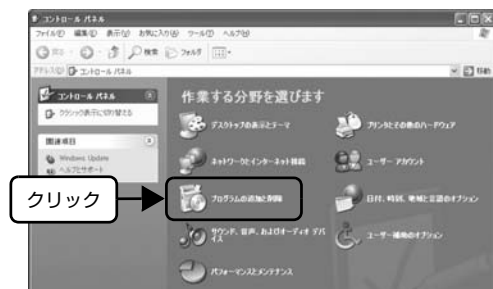 コントロール パネル
ファイル(F) 編集(E) 表示(V) お気に入り(A) ツール(T) ヘルプ(H)
戻る
検索
フォルダ
アドレス(D)
コントロール パネル
移動
コントロール パネル
クラシック表示に切り替える
関連項目
Windows Update
ヘルプとサポート
作業する分野を選びます
デスクトップの表示とテーマ
プリンタとその他のハードウェア
ネットワークとインターネット接続
ユーザー アカウント
プログラムの追加と削除
日付、時刻、地域と言語のオプション
サウンド、音声、およびオーディオ デバイス
ユーザー補助のオプション
パフォーマンスとメンテナンス
クリック